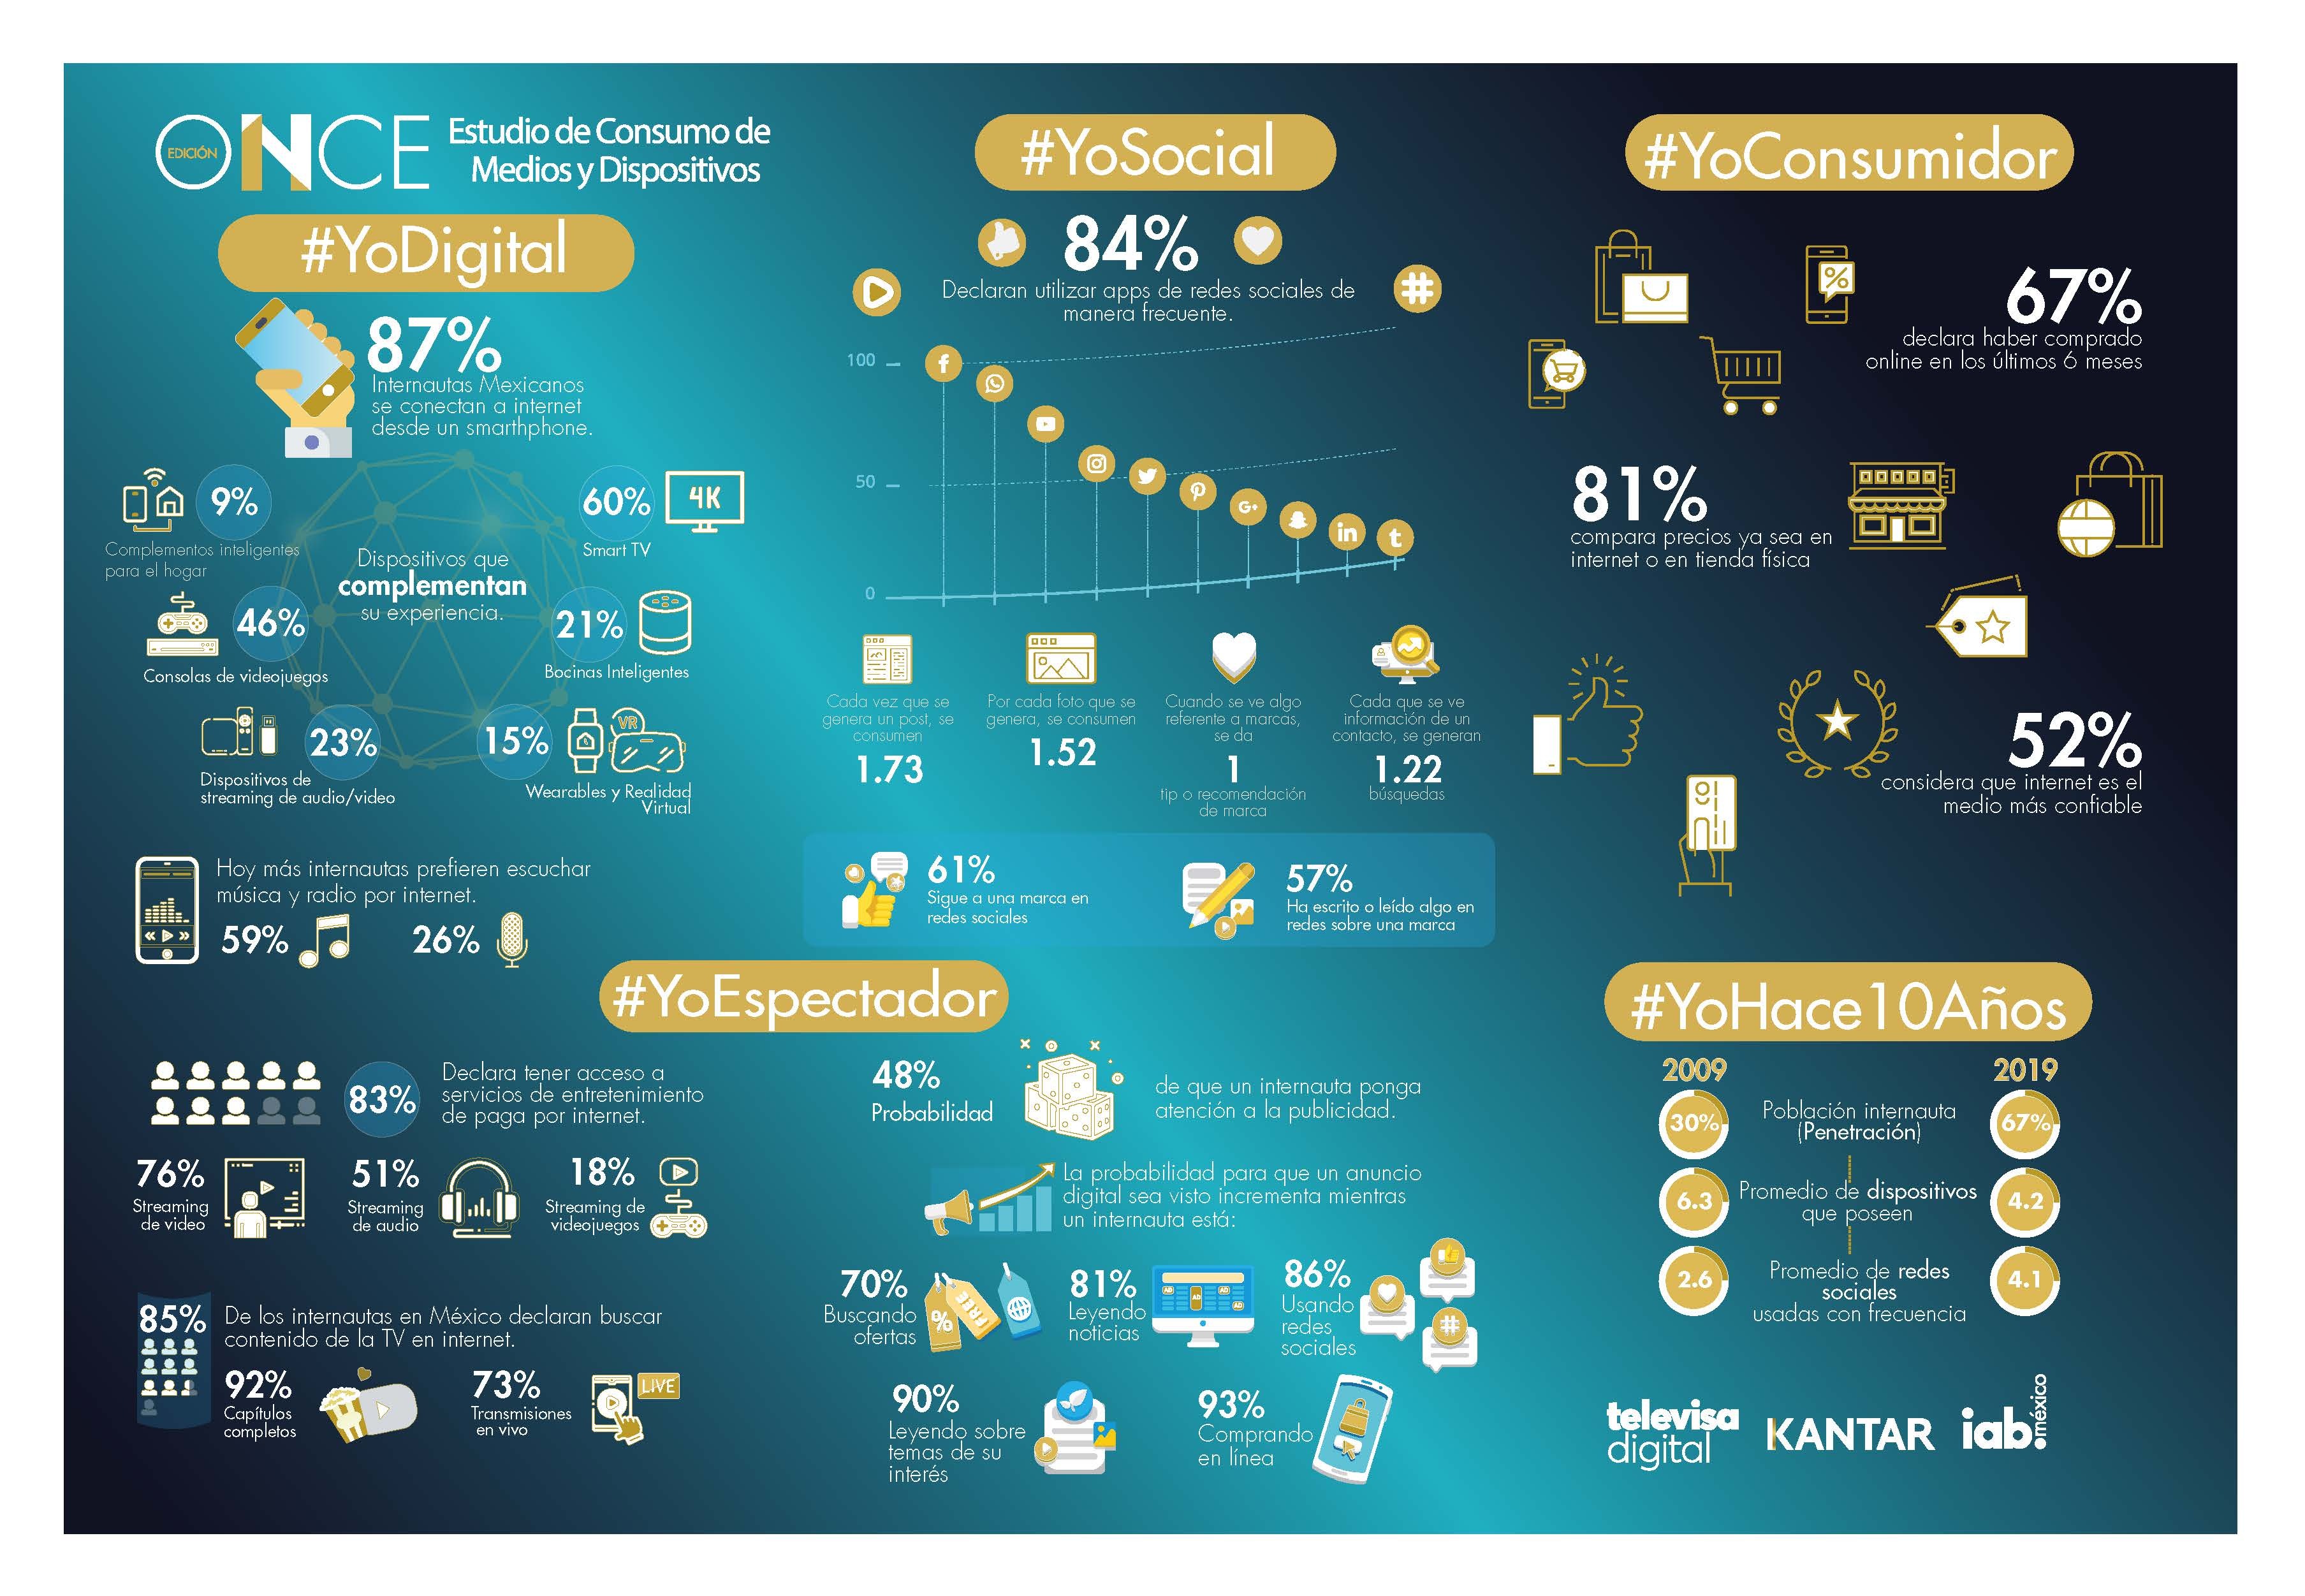 EDICIÓN
ONCE
Estudio de Consumo de
Medios y Dispositivos
#YoDigital
87%
Internautas Mexicanos
se conectan a internet
desde un smarthphone.
9%
Complementos inteligentes
para el hogar
60%
4K
Smart TV
Dispositivos que
complementan
su experiencia.
46%
Consolas de videojuegos
21%
Bocinas Inteligentes
23%
Dispositivos de
streaming de audio/video
15%
VR
Wearables y Realidad
Virtual
Hoy más internautas prefieren escuchar
música y radio por internet.
59%
26%
#YoSocial
84%
Declaran utilizar apps de redes sociales de
manera frecuente.
#
100
50
0
f
G+
in
t
Cada vez que se
genera un post, se
consumen
1.73
Por cada foto que se
genera, se consumen
1.52
Cuando se ve algo
referente a marcas,
se da
1
tip o recomendación
de marca
Cada que se ve
información de un
contacto, se generan
1.22
búsquedas
61%
Sigue a una marca en
redes sociales
57%
Ha escrito o leído algo en
redes sobre una marca
#YoConsumidor
%
67%
declara haber comprado
online en los últimos 6 meses
81%
compara precios ya sea en
internet o en tienda física
52%
considera que internet es el
medio más confiable
#YoEspectador
83%
Declara tener acceso a
servicios de entretenimiento
de paga por internet.
76%
Streaming
de video
51%
Streaming
de audio
18%
Streaming de
videojuegos
85%
De los internautas en México declaran buscar
contenido de la TV en internet.
92%
Capítulos
completos
73%
Transmisiones
en vivo
LIVE
48%
Probabilidad
de que un internauta ponga
atención a la publicidad.
La probabilidad para que un anuncio
digital sea visto incrementa mientras
un internauta está:
70%
Buscando
ofertas
%
FREE
81%
Leyendo
noticias
AD
AD
AD
AD
86%
Usando
redes
sociales
#
90%
Leyendo sobre
temas de su
interés
93%
Comprando
en línea
#YoHace10Años
2009
2019
30%
Población internauta
(Penetración)
67%
6.3
Promedio de dispositivos
que poseen
4.2
2.6
Promedio de redes
sociales
usadas con frecuencia
4.1
televisa
digital
KANTAR
iab.
méxico